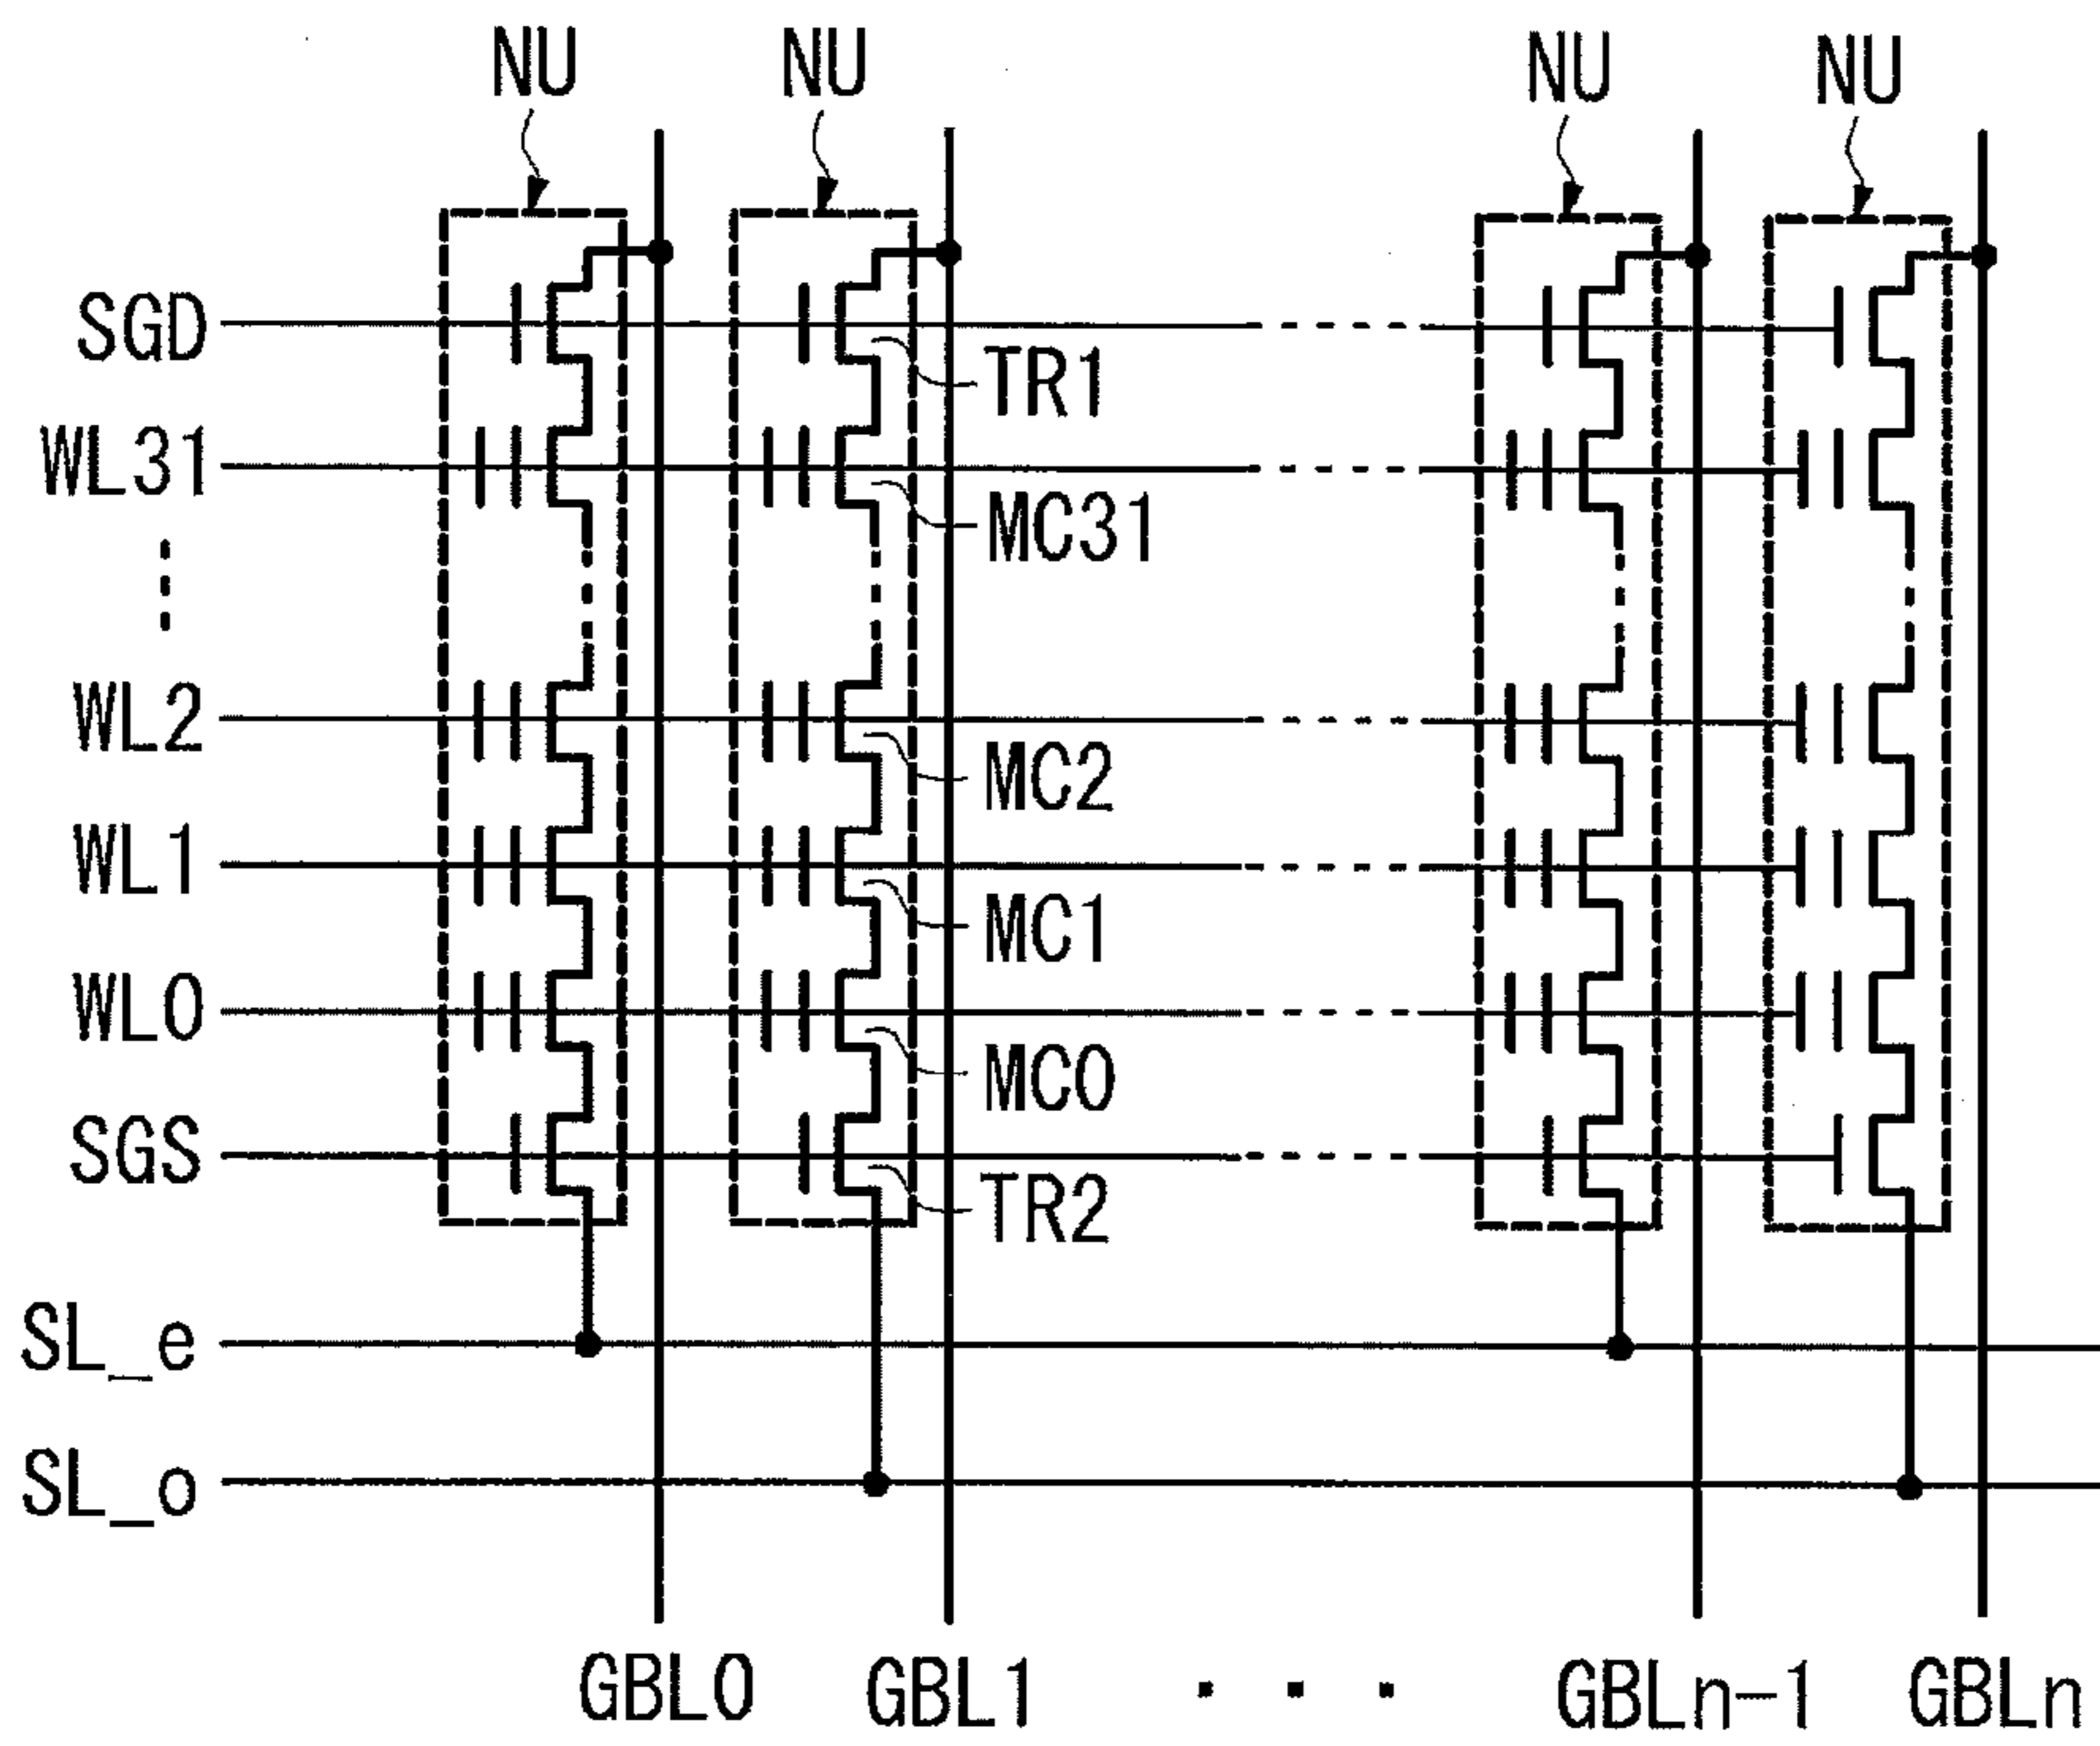 NU NU NU NU
SGD
TR1
WL31
MC31
WL2
MC2
WL1
MC1
WL0
MC0
SGS
TR2
SL_e
SL_o
GBL0 GBL1 ・・・ GBLn-1 GBLn